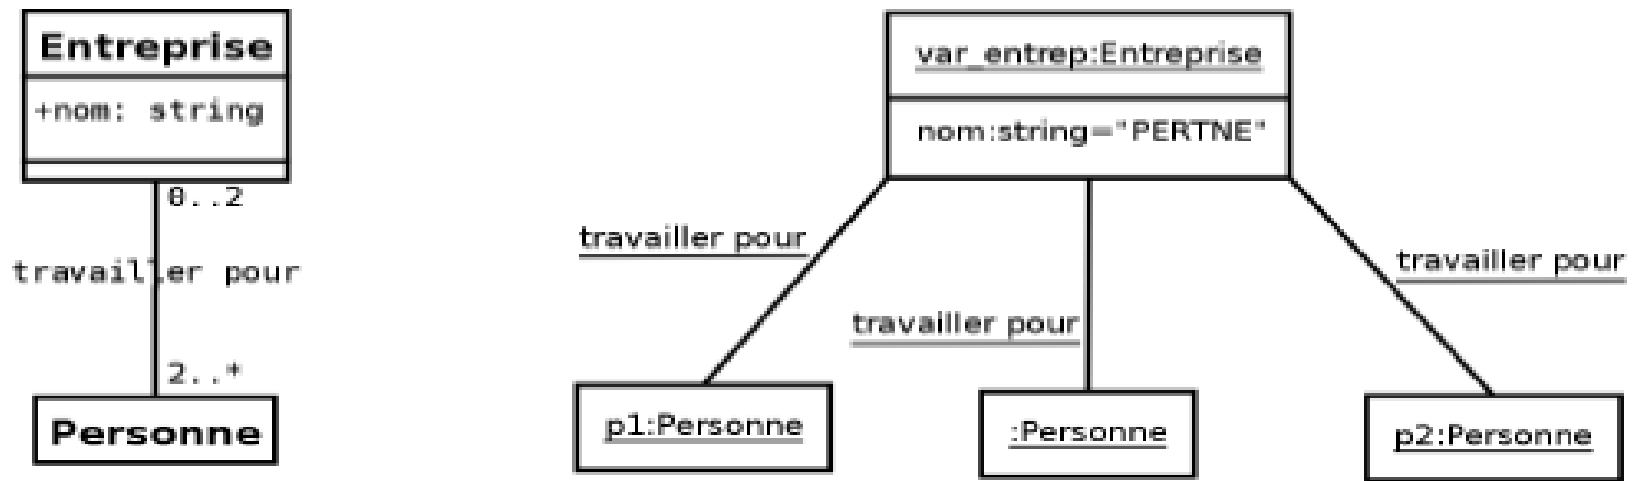 Entreprise
+nom: string
0..2
travailler pour
2..*
Personne
var_entrep:Entreprise
nom:string="PERTNE"
travailler pour
travailler pour
travailler pour
p1:Personne
:Personne
p2:Personne